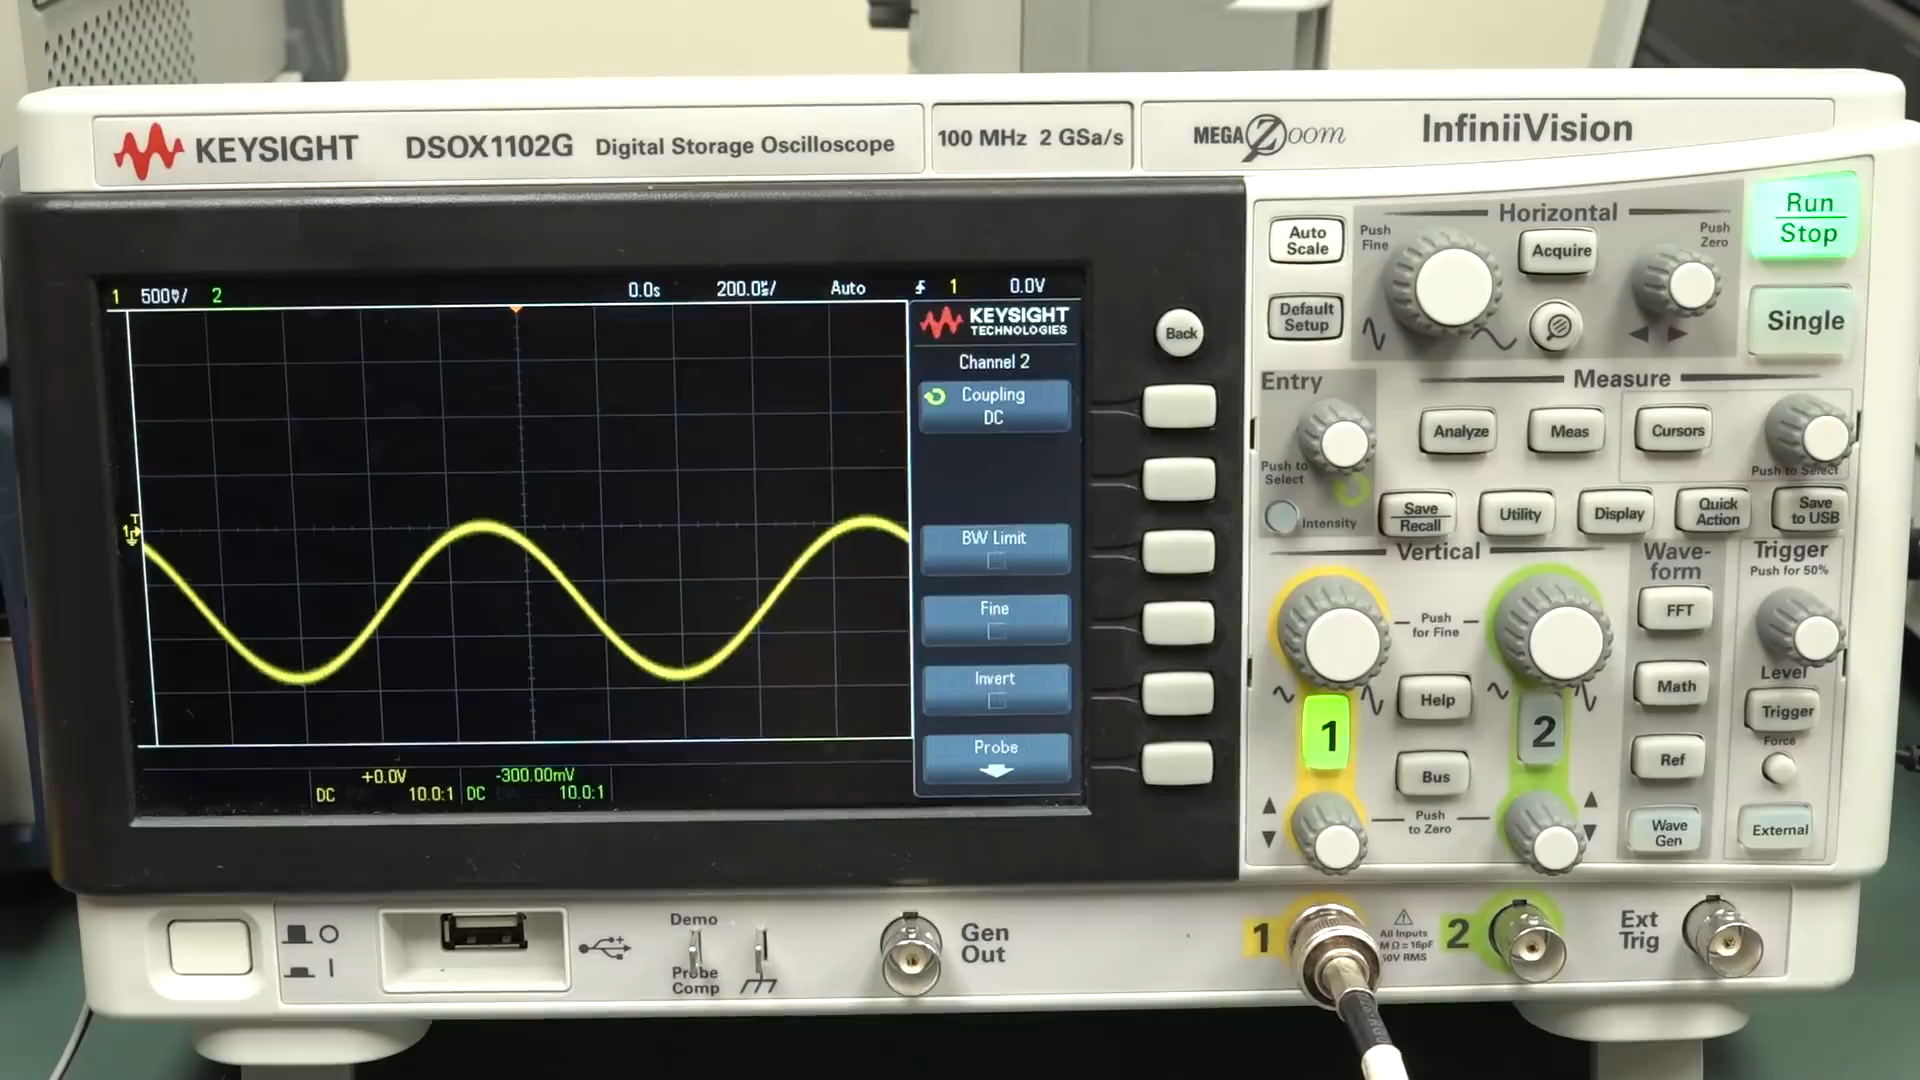 KEYSIGHT DSOX1102G Digital Storage Oscilloscope 100 MHz 2 GSa/s MEGA Zoom InfiniiVision
1 500V/ 2 0.0s 200.0s/ Auto 1 0.0V
KEYSIGHT
TECHNOLOGIES
Channel 2
Coupling
DC
BW Limit
Fine
Invert
Probe
T
1
+0.0V
DC 10.0:1
-300.00mV
DC 10.0:1
Back
Auto
Scale
Default
Setup
Horizontal
Push
Fine
Acquire
Push
Zero
Run
Stop
Single
Entry
Push to
Select
Intensity
Measure
Analyze
Meas
Cursors
Push to Select
Save
Recall
Utility
Display
Quick
Action
Save
to USB
Vertical
Push
for Fine
Help
1
2
Bus
Push
to Zero
Wave-
form
FFT
Math
Ref
Wave
Gen
Trigger
Push for 50%
Level
Trigger
Force
External
Demo
Probe
Comp
Gen
Out
1
All Inputs
2
Ext
Trig